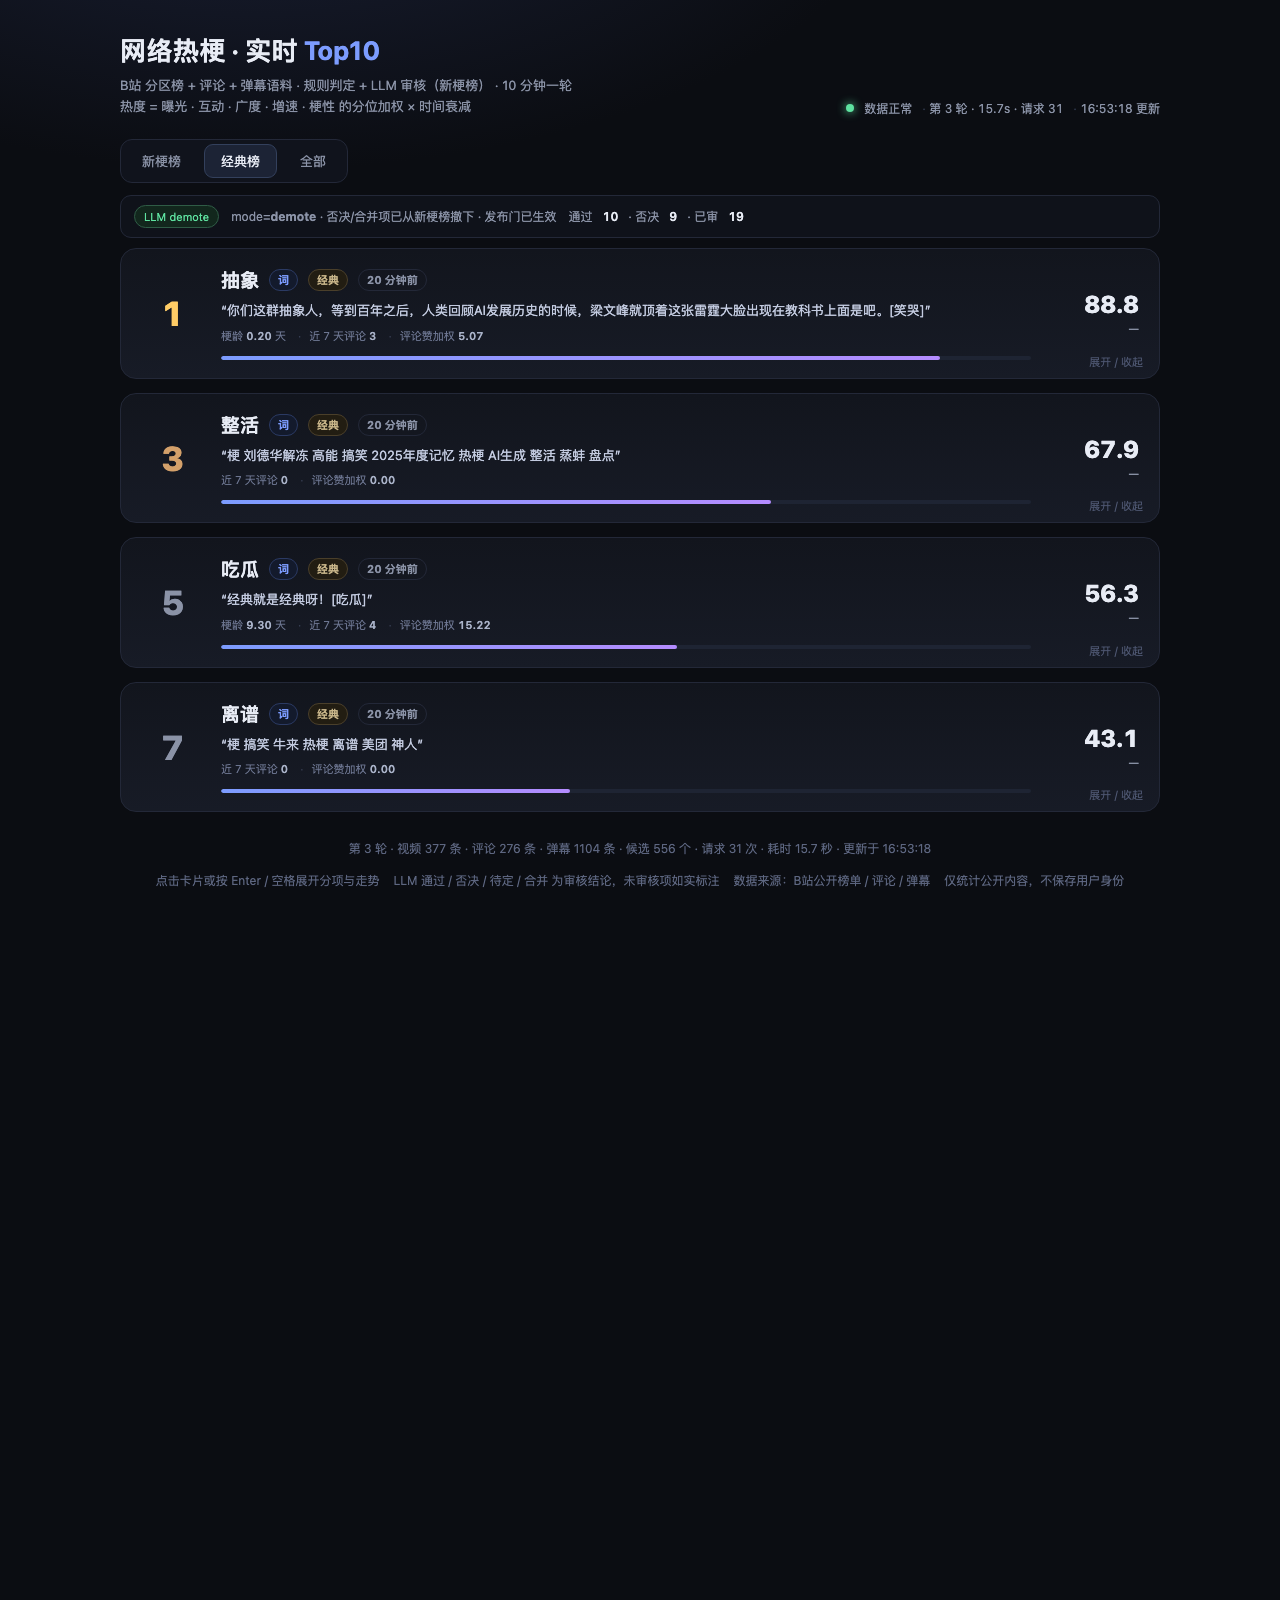 网络热梗 · 实时 Top10
B站 分区榜 + 评论 + 弹幕语料 · 规则判定 + LLM 审核（新梗榜） · 10 分钟一轮
热度 = 曝光 · 互动 · 广度 · 增速 · 梗性 的分位加权 × 时间衰减
数据正常 · 第 3 轮 · 15.7s · 请求 31 · 16:53:18 更新
新梗榜 经典榜 全部
LLM demote mode=demote · 否决/合并项已从新梗榜撤下 · 发布门已生效 通过 10 · 否决 9 · 已审 19
抽象 词 经典 20 分钟前
1
“你们这群抽象人，等到百年之后，人类回顾AI发展历史的时候，梁文峰就顶着这张雷霆大脸出现在教科书上面是吧。[笑哭]”
88.8
—
梗龄 0.20 天 · 近 7 天评论 3 · 评论赞加权 5.07
展开 / 收起
整活 词 经典 20 分钟前
3
“梗 刘德华解冻 高能 搞笑 2025年度记忆 热梗 AI生成 整活 蒸蚌 盘点”
67.9
—
近 7 天评论 0 · 评论赞加权 0.00
展开 / 收起
吃瓜 词 经典 20 分钟前
5
“经典就是经典呀！[吃瓜]”
56.3
—
梗龄 9.30 天 · 近 7 天评论 4 · 评论赞加权 15.22
展开 / 收起
离谱 词 经典 20 分钟前
7
“梗 搞笑 牛来 热梗 离谱 美团 神人”
43.1
—
近 7 天评论 0 · 评论赞加权 0.00
展开 / 收起
第 3 轮 · 视频 377 条 · 评论 276 条 · 弹幕 1104 条 · 候选 556 个 · 请求 31 次 · 耗时 15.7 秒 · 更新于 16:53:18
点击卡片或按 Enter / 空格展开分项与走势 LLM 通过 / 否决 / 待定 / 合并 为审核结论，未审核项如实标注 数据来源：B站公开榜单 / 评论 / 弹幕 仅统计公开内容，不保存用户身份